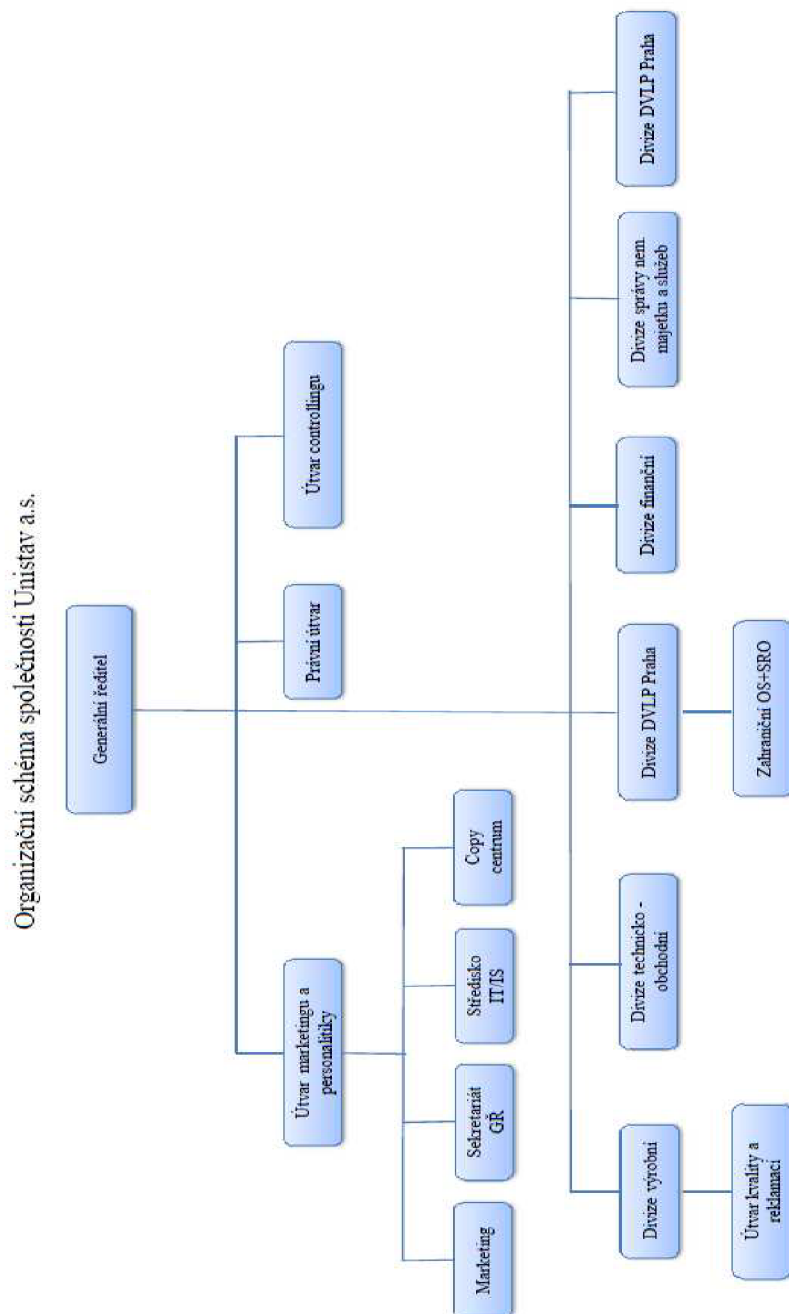 Organizační schéma společnosti Unistav a.s.
Generální ředitel
Útvar marketingu a
personalitiky
Právní útvar
Útvar controllingu
Marketing
Sekretariát
GŘ
Středisko
IT/IS
Copy
centrum
Divize výrobní
Divize technicko -
obchodní
Divize DVLP Praha
Divize finanční
Divize správy nem.
majetku a služeb
Divize DVLP Praha
Útvar kvality a
reklamací
Zahraniční OS+SRO